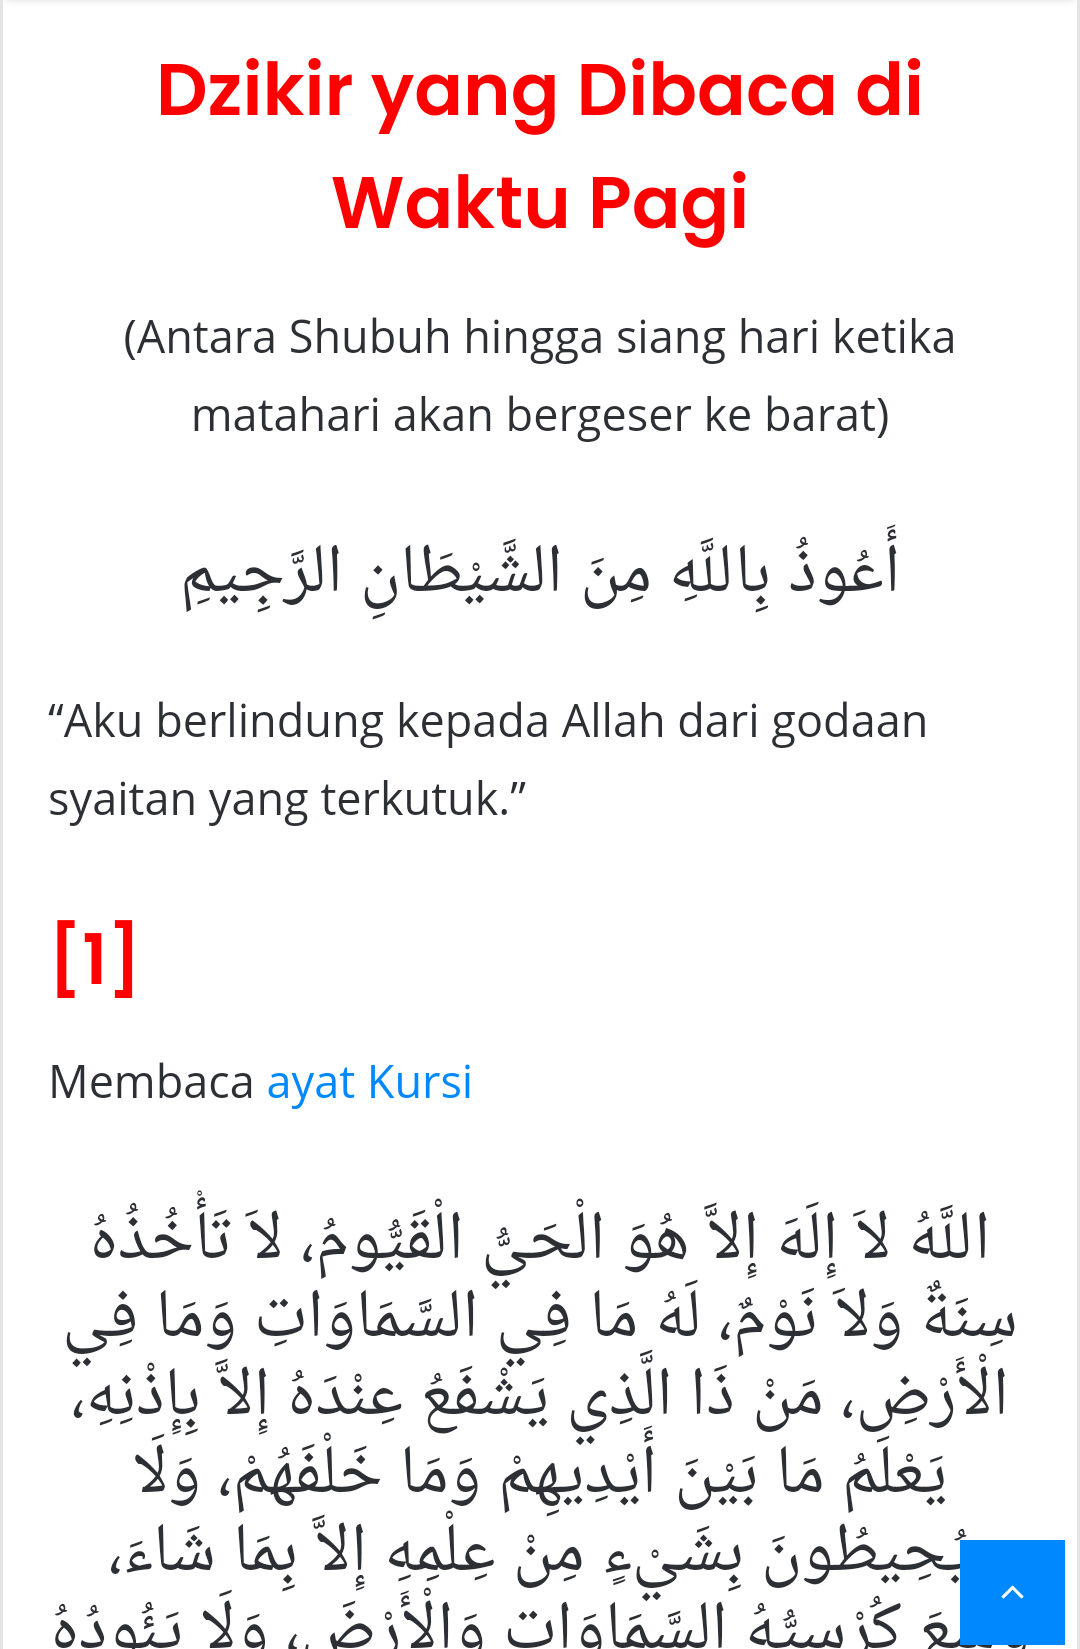 Dzikir yang Dibaca di
Waktu Pagi
(Antara Shubuh hingga siang hari ketika
matahari akan bergeser ke barat)
أَعُوذُ بِاللَّهِ مِنَ الشَّيْطَانِ الرَّجِيمِ
“Aku berlindung kepada Allah dari godaan
syaitan yang terkutuk.”
[1]
Membaca ayat Kursi
اللَّهُ لاَ إِلَهَ إِلاَّ هُوَ الْحَيُّ الْقَيُّومُ، لاَ تَأْخُذُهُ
سِنَةٌ وَلاَ نَوْمٌ، لَهُ مَا فِي السَّمَاوَاتِ وَمَا فِي
الْأَرْضِ، مَنْ ذَا الَّذِي يَشْفَعُ عِنْدَهُ إِلاَّ بِإِذْنِهِ،
يَعْلَمُ مَا بَيْنَ أَيْدِيهِمْ وَمَا خَلْفَهُمْ، وَلَا
يُحِيطُونَ بِشَيْءٍ مِنْ عِلْمِهِ إِلاَّ بِمَا شَاءَ،
كُرْسِيُّهُ السَّمَاوَاتِ وَالْأَرْضَ، وَلَا يَئُودُهُ